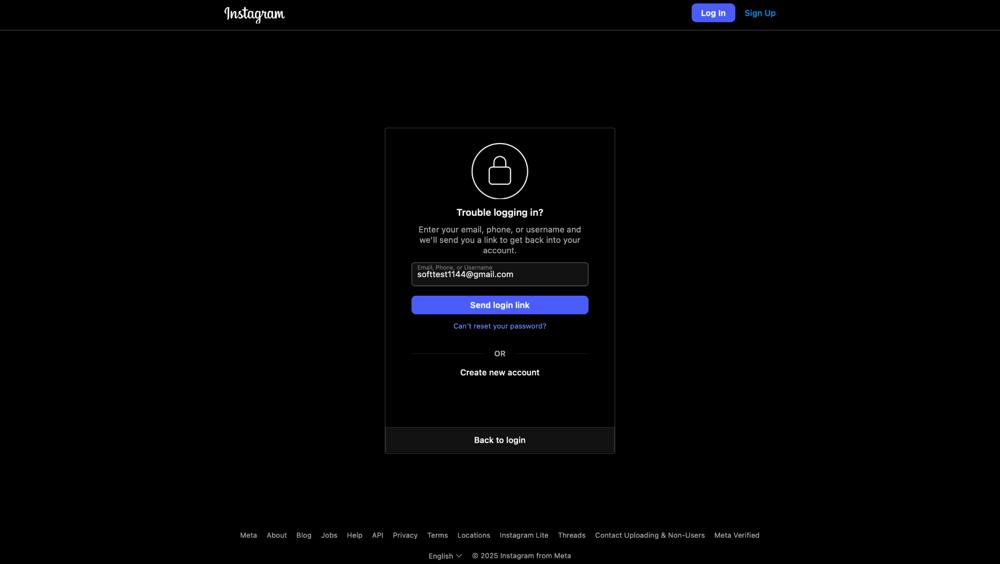 Instagram
Log In
Sign Up
Trouble logging in?
Enter your email, phone, or username and
we'll send you a link to get back into your
account.
Email, Phone, or Username
softtest1144@gmail.com
Send login link
Can't reset your password?
OR
Create new account
Back to login
Meta About Blog Jobs Help API Privacy Terms Locations Instagram Lite Threads Contact Uploading & Non-Users Meta Verified
English © 2025 Instagram from Meta